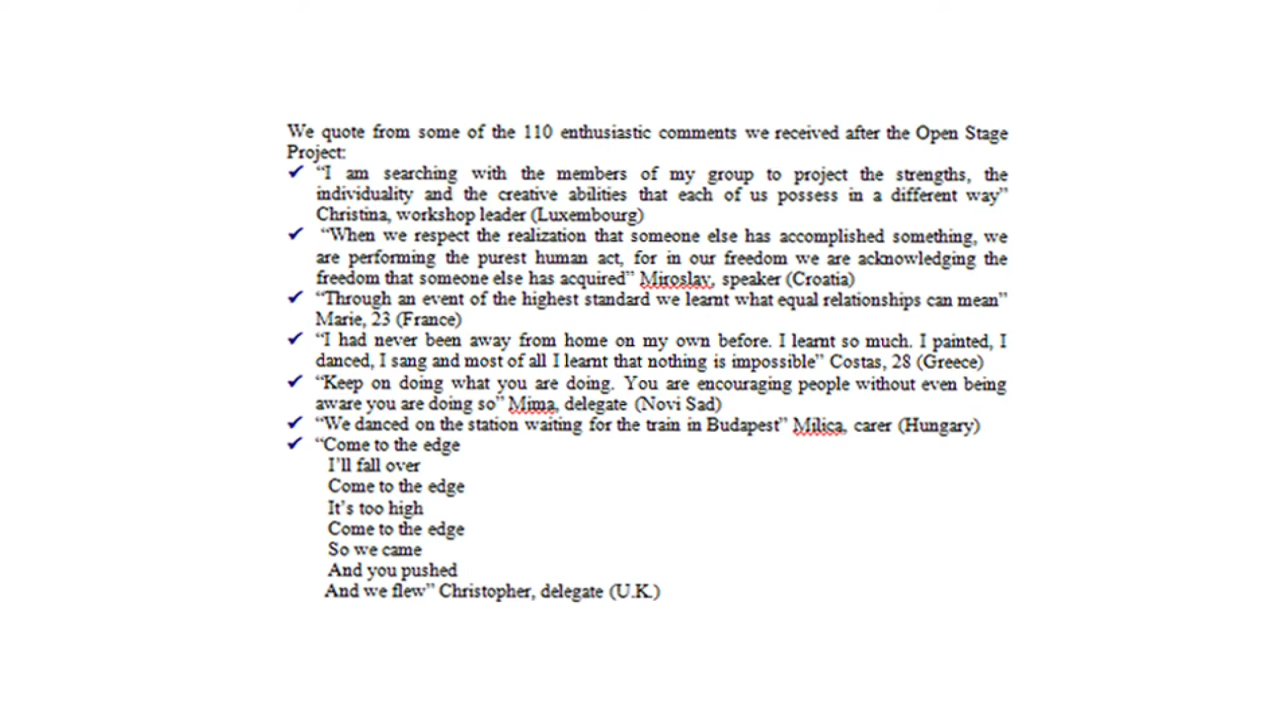 We quote from some of the 110 enthusiastic comments we received after the Open Stage
Project:
✓ “I am searching with the members of my group to project the strengths, the
individuality and the creative abilities that each of us possess in a different way”
Christina, workshop leader (Luxembourg)
✓ “When we respect the realization that someone else has accomplished something, we
are performing the purest human act, for in our freedom we are acknowledging the
freedom that someone else has acquired” Miroslav, speaker (Croatia)
✓ “Through an event of the highest standard we learnt what equal relationships can mean”
Marie, 23 (France)
✓ “I had never been away from home on my own before. I learnt so much. I painted, I
danced, I sang and most of all I learnt that nothing is impossible” Costas, 28 (Greece)
✓ “Keep on doing what you are doing. You are encouraging people without even being
aware you are doing so” Mima, delegate (Novi Sad)
✓ “We danced on the station waiting for the train in Budapest” Milica, carer (Hungary)
✓ “Come to the edge
I’ll fall over
Come to the edge
It’s too high
Come to the edge
So we came
And you pushed
And we flew” Christopher, delegate (U.K.)